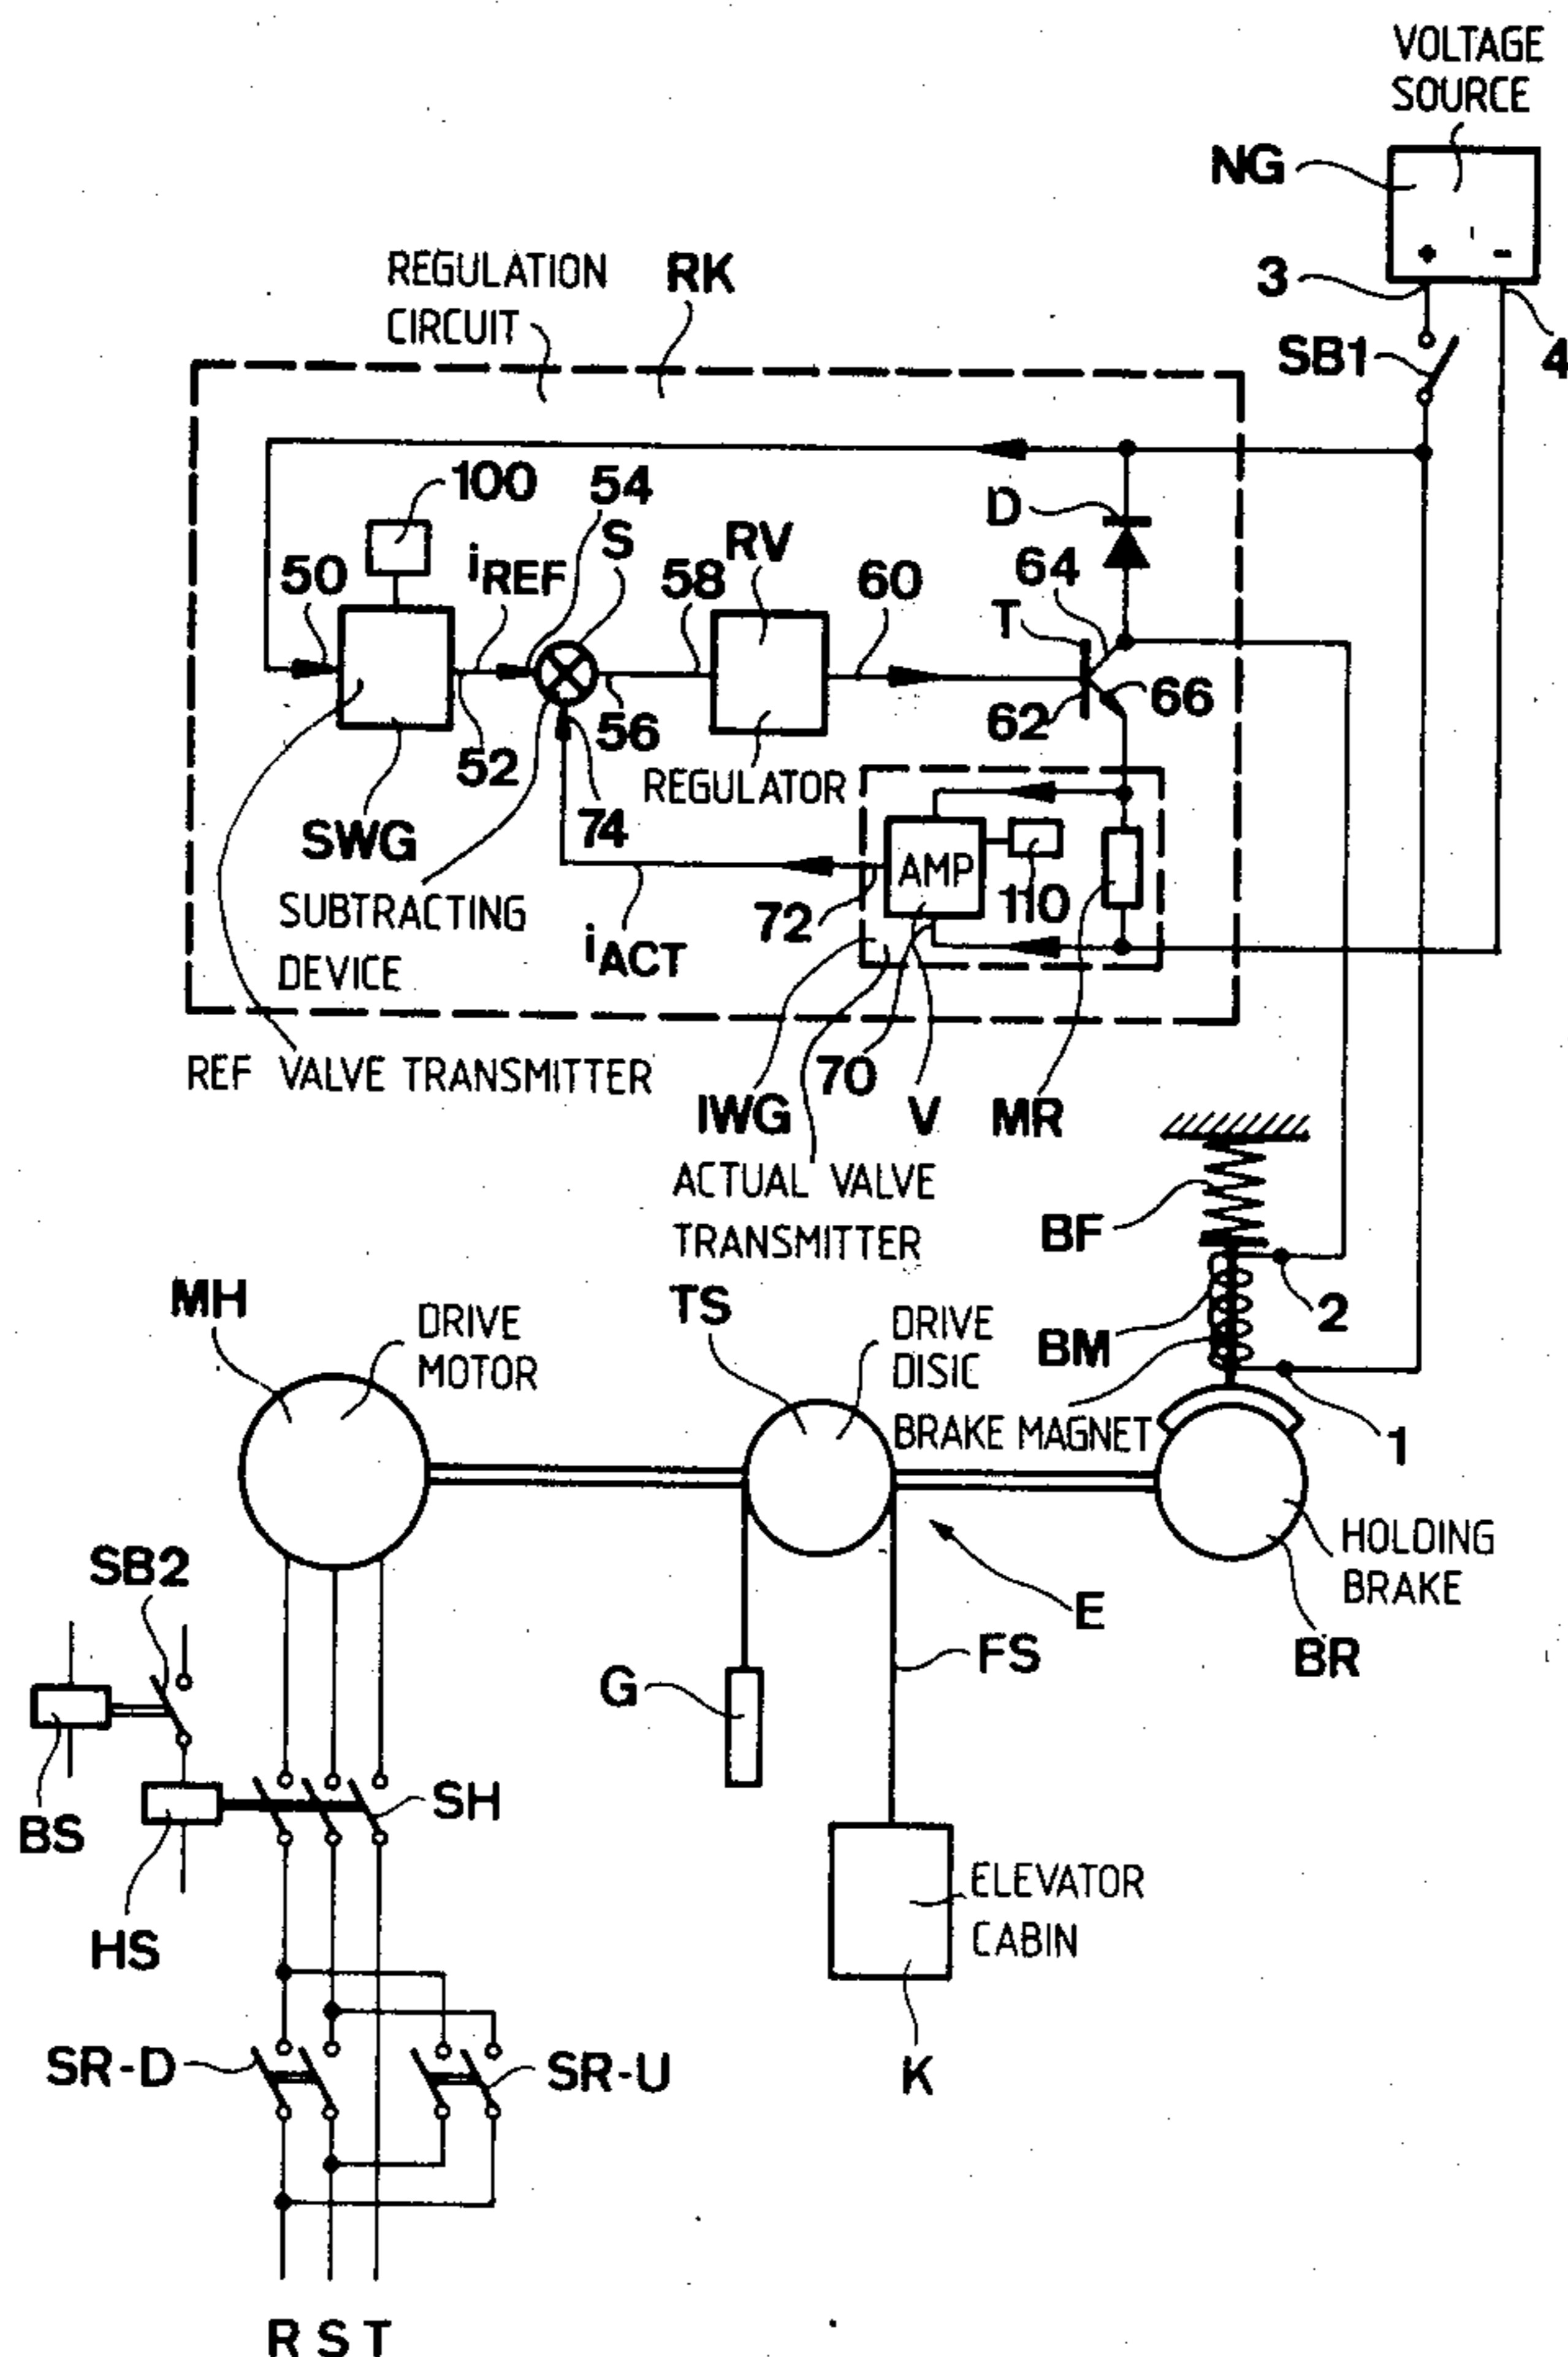 VOLTAGE
SOURCE
NG
+ -
3
4
SB1
REGULATION
CIRCUIT
RK
100
54
S
RV
D
50
iREF
58
60
64
T
62
66
52
56
REGULATOR
SWG
74
AMP
110
72
SUBTRACTING
DEVICE
iACT
70
V
MR
REF VALVE TRANSMITTER
IWG
ACTUAL VALVE
TRANSMITTER
BF
2
BM
MH
DRIVE
MOTOR
TS
DRIVE
DISIC
BRAKE MAGNET
1
HOLDING
BRAKE
BR
SB2
E
FS
G
BS
SH
HS
ELEVATOR
CABIN
K
SR-D
SR-U
R S T